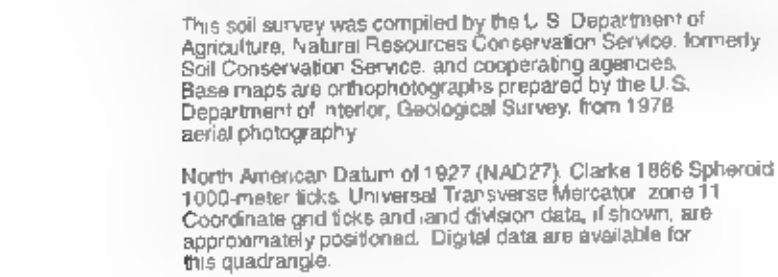 This soil survey was compiled by the U. S. Department of
Agriculture, Natural Resources Conservation Service, formerly
Soil Conservation Service, and cooperating agencies.
Base maps are orthophotographs prepared by the U.S.
Department of Interior, Geological Survey, from 1978
aerial photography
North American Datum of 1927 (NAD27). Clarke 1866 Spheroid
1000-meter ticks. Universal Transverse Mercator, zone 11
Coordinate grid ticks and land division data, if shown, are
approximately positioned. Digital data are available for
this quadrangle.